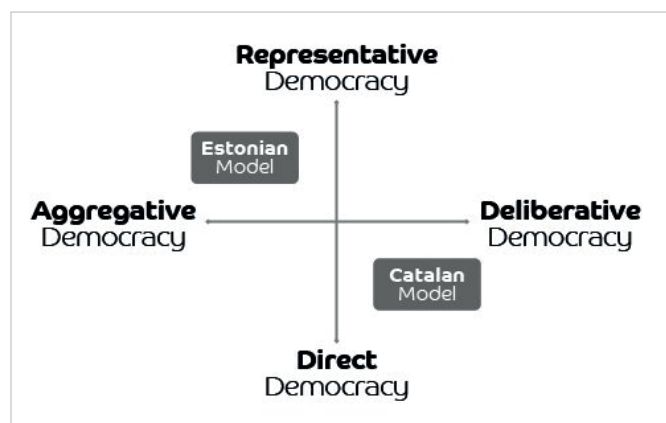 Representative
Democracy
Estonian
Model
Aggregative
Democracy
Deliberative
Democracy
Catalan
Model
Direct
Democracy